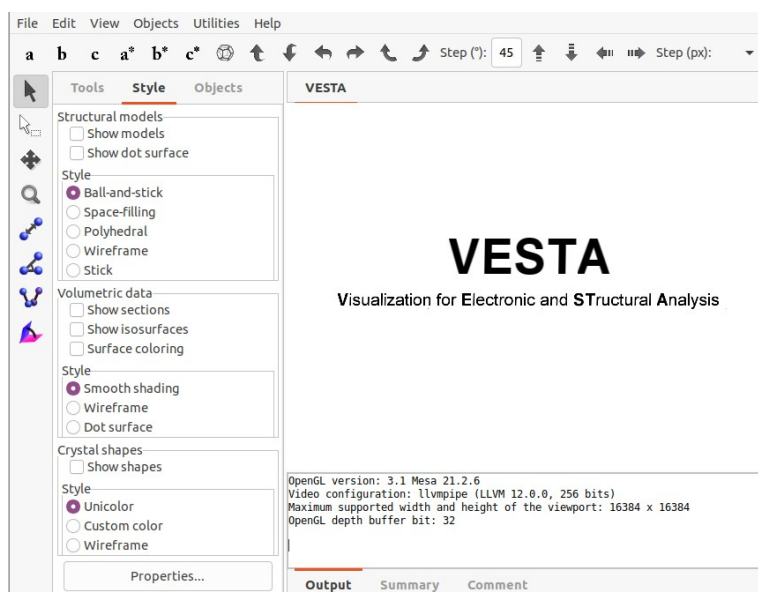 File Edit View Objects Utilities Help
a b c a* b* c* Step (°): 45 Step (px):
Tools Style Objects
VESTA
Structural models
Show models
Show dot surface
Style
Ball-and-stick
Space-filling
Polyhedral
Wireframe
Stick
Volumetric data
Show sections
Show isosurfaces
Surface coloring
Style
Smooth shading
Wireframe
Dot surface
Crystal shapes
Show shapes
Style
Unicolor
Custom color
Wireframe
Properties...
VESTA
Visualization for Electronic and STructural Analysis
OpenGL version: 3.1 Mesa 21.2.6
Video configuration: llvmpipe (LLVM 12.0.0, 256 bits)
Maximum supported width and height of the viewport: 16384 x 16384
OpenGL depth buffer bit: 32
Output Summary Comment